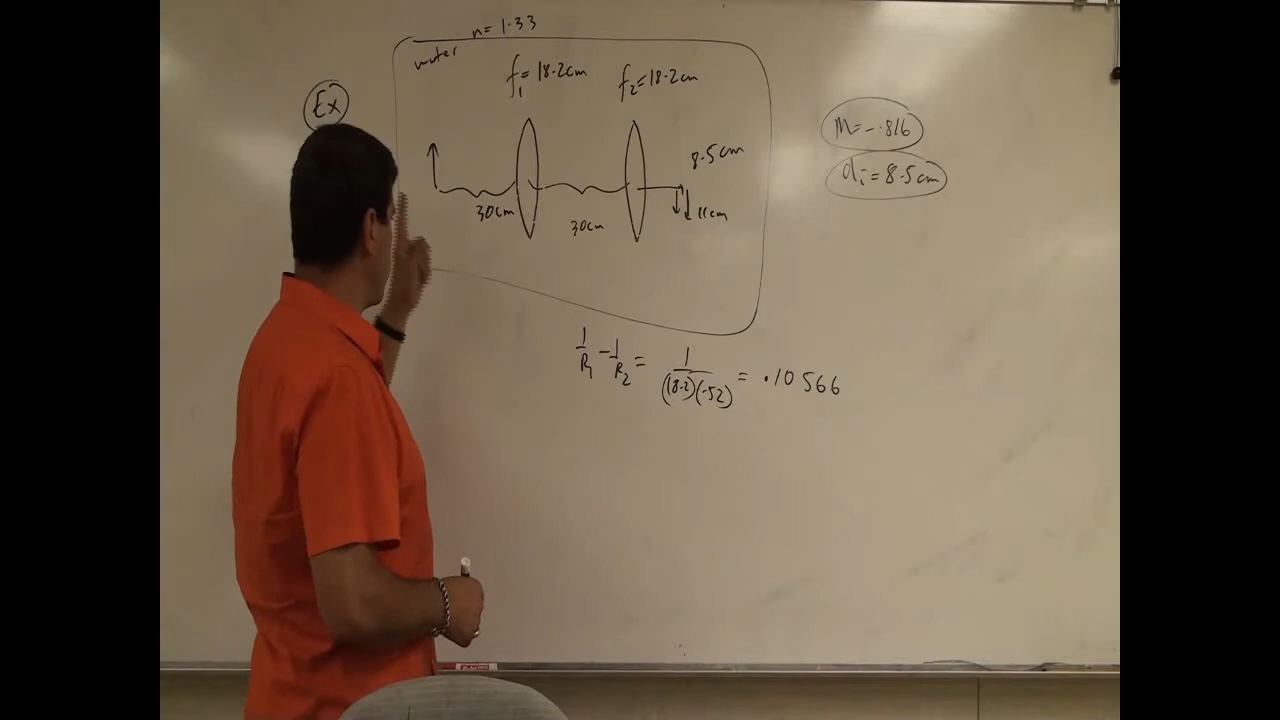 n=1.33
water
f₁=18.2cm f₂=18.2cm
Ex
M=-.816
8.5cm
dᵢ=8.5cm
30cm 30cm 11cm
1/R₁ - 1/R₂ = 1/((18.2)(.52)) = .10566